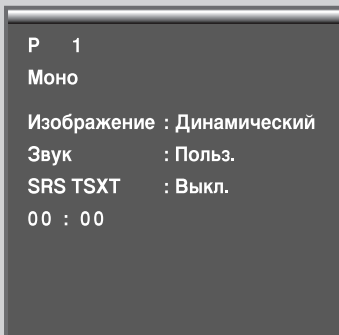 P 1
Моно
Изображение : Динамический
Звук : Польз.
SRS TSXT : Выкл.
00 : 00